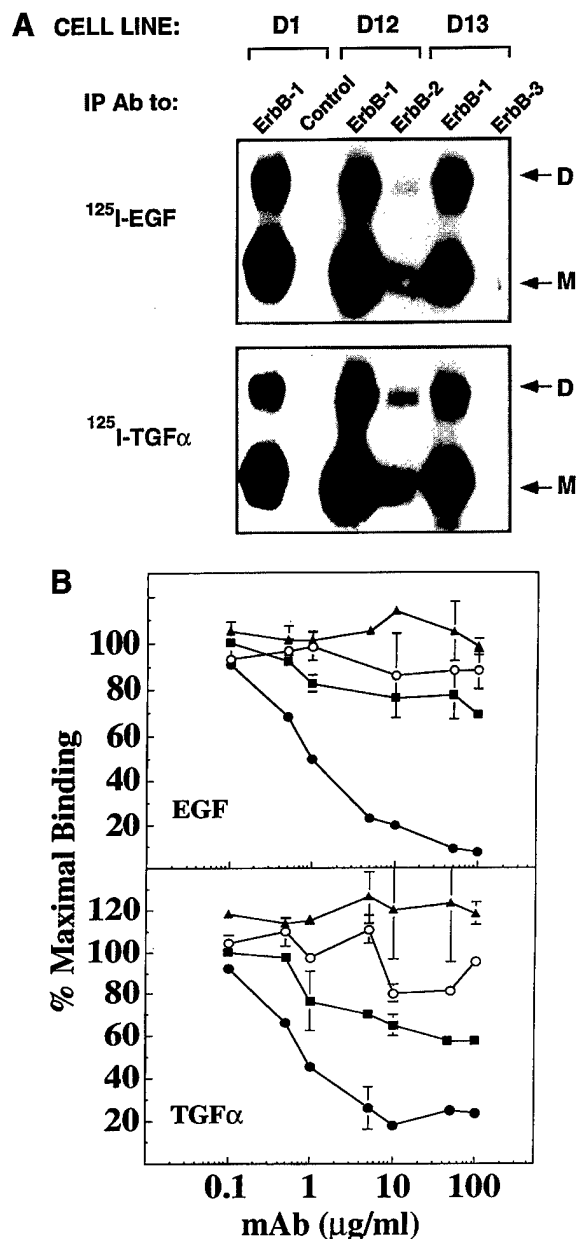 A CELL LINE: D1 D12 D13
IP Ab to: ErbB-1 Control ErbB-1 ErbB-2 ErbB-1 ErbB-3
D
¹²⁵I-EGF
M
D
¹²⁵I-TGFα
M
B
% Maximal Binding
100
80
60
40
20
EGF
120
100
80
60
40
20
TGFα
0.1 1 10 100
mAb (μg/ml)